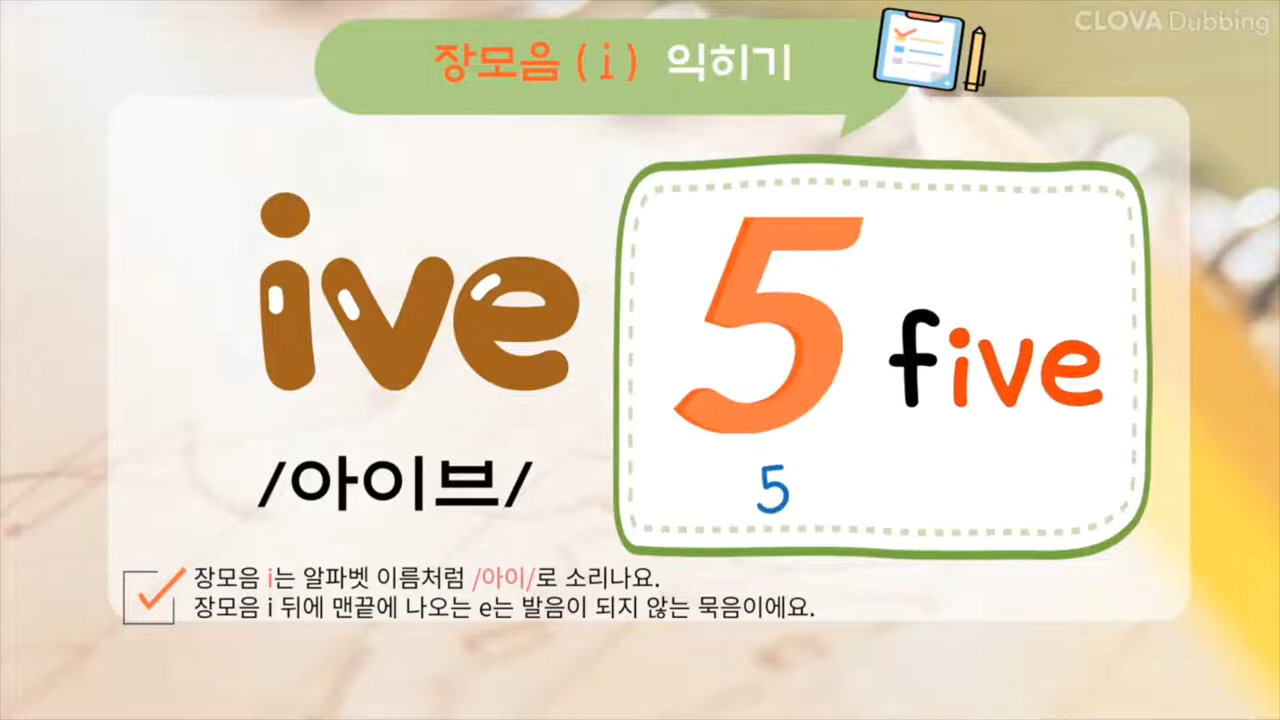 CLOVA Dubbing
장모음 ( i ) 익히기
ive
/아이브/
5
five
5
장모음 i는 알파벳 이름처럼 /아이/로 소리나요.
장모음 i 뒤에 맨끝에 나오는 e는 발음이 되지 않는 묵음이에요.